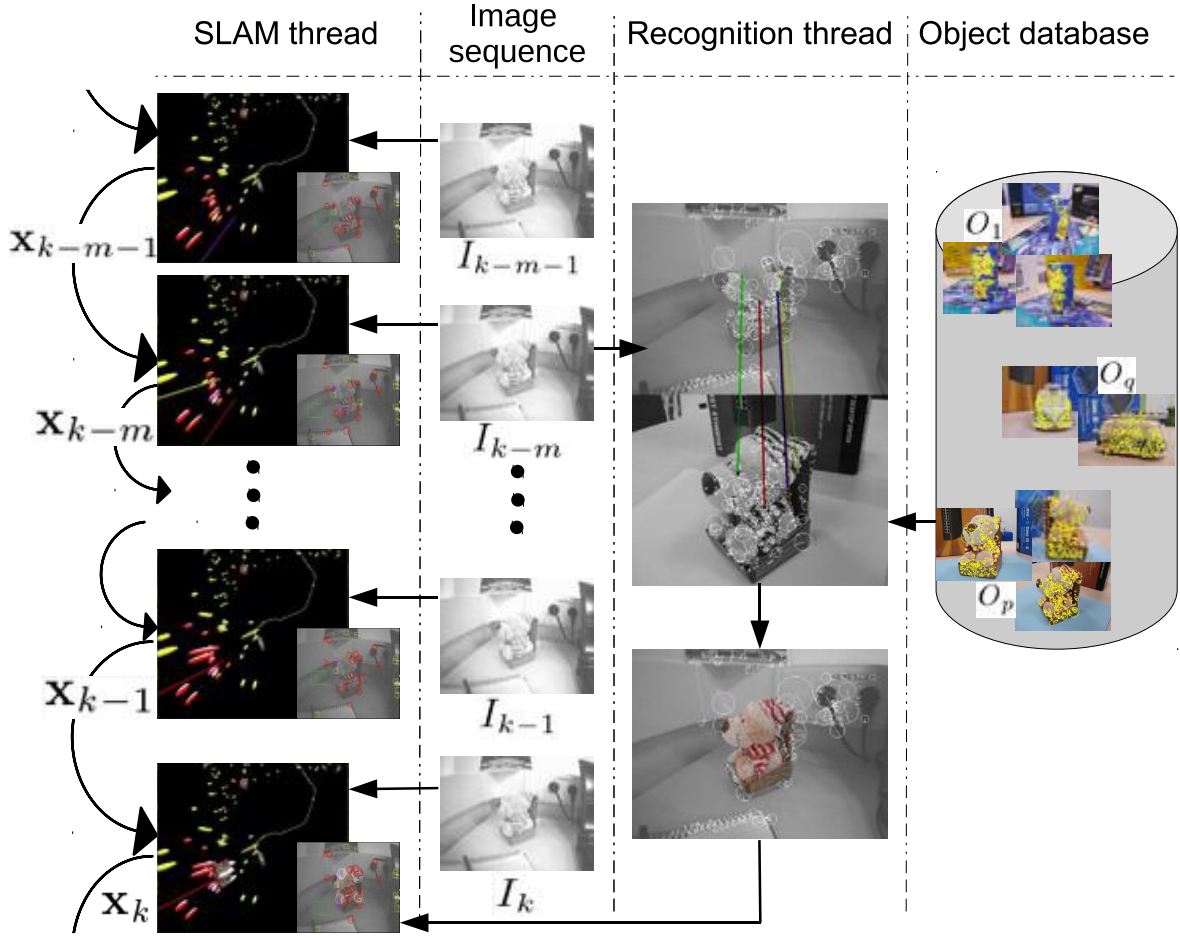 SLAM thread
Image
sequence
Recognition thread
Object database
x_{k-m-1}
I_{k-m-1}
O_1
x_{k-m}
I_{k-m}
O_q
O_p
x_{k-1}
I_{k-1}
x_k
I_k